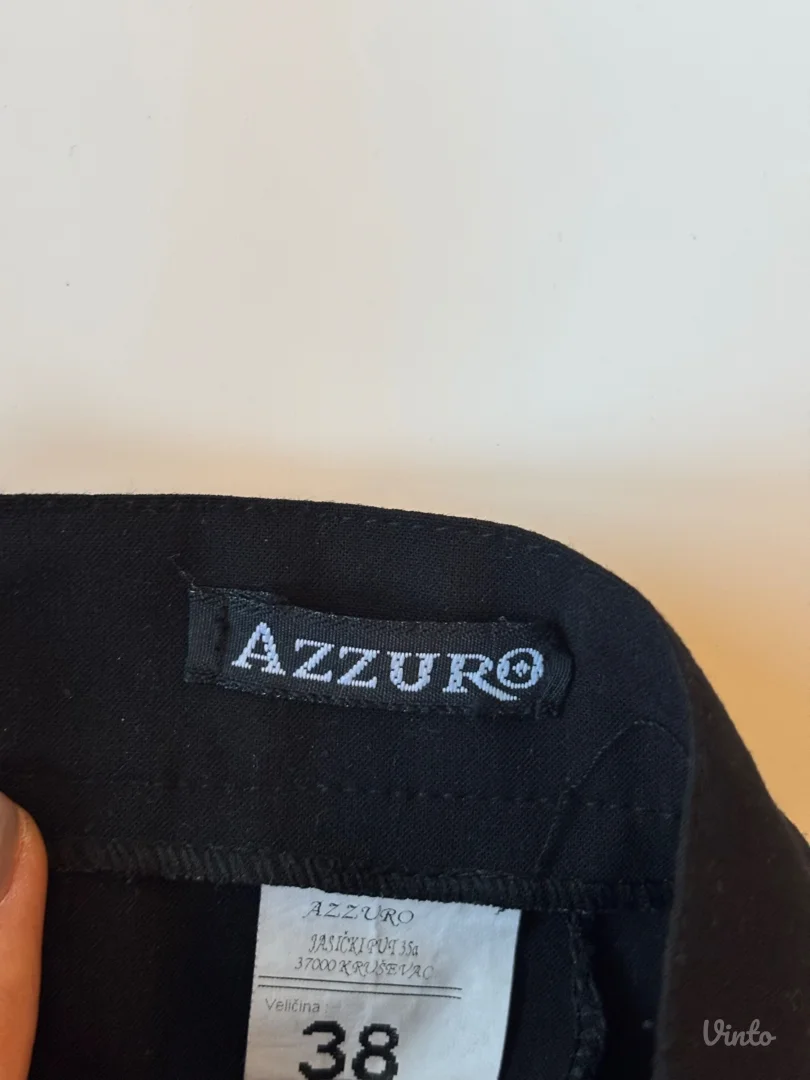 AZZURO
AZZURO
JASIČKI PUT 35a
37000 KRUŠEVAC
Veličina :
38
Vinto